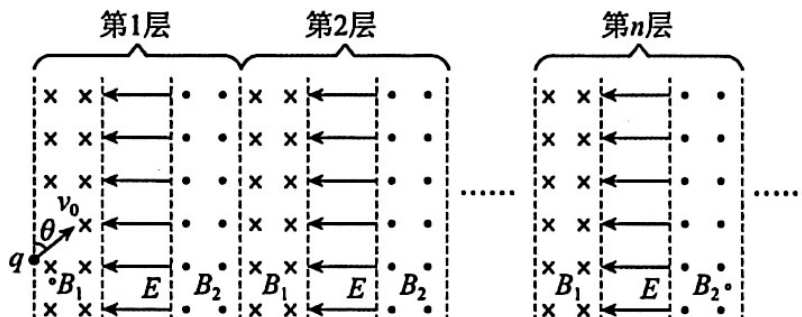 第1层 第2层 第n层
v₀
θ
q
...... ......
B₁ E B₂ B₁ E B₂ B₁ E B₂